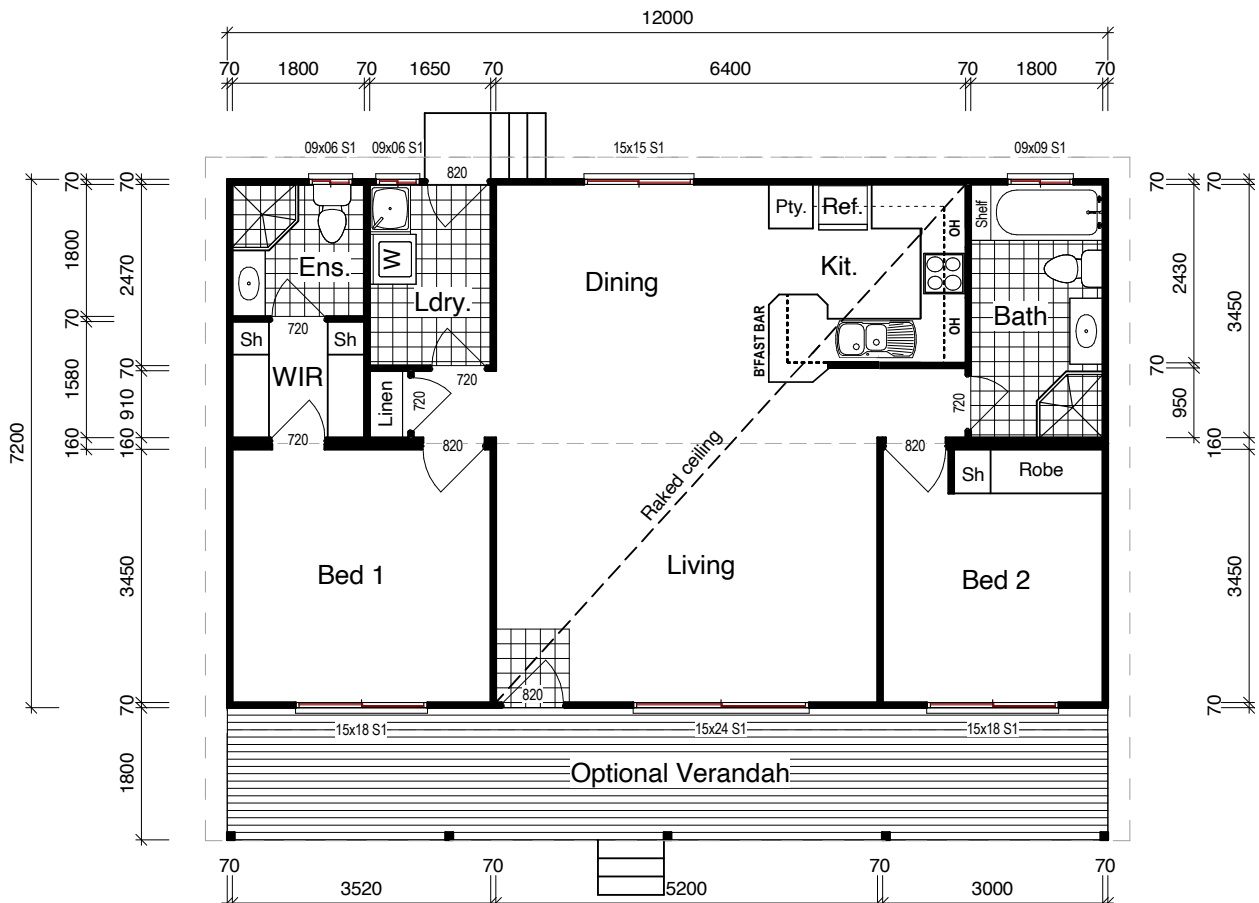 12000
70 1800 70 1650 70 6400 70 1800 70
09x06 S1 09x06 S1 15x15 S1 09x09 S1
820
7200
70 1800 70 1580 160
70 2470 70 910 160 3450 70 1800
Ens.
Ldry.
W
720
Sh
Sh
WIR
720
720
Linen
720
820
Dining
Pty.
Ref.
Kit.
OH
OH
B'FAST BAR
Shelf
Bath
720
820
Sh
Robe
Raked ceiling
Bed 1
Living
Bed 2
820
70 2430 70 950
70 3450 160 3450 70
15x18 S1 15x24 S1 15x18 S1
Optional Verandah
70 3520 70 5200 70 3000 70